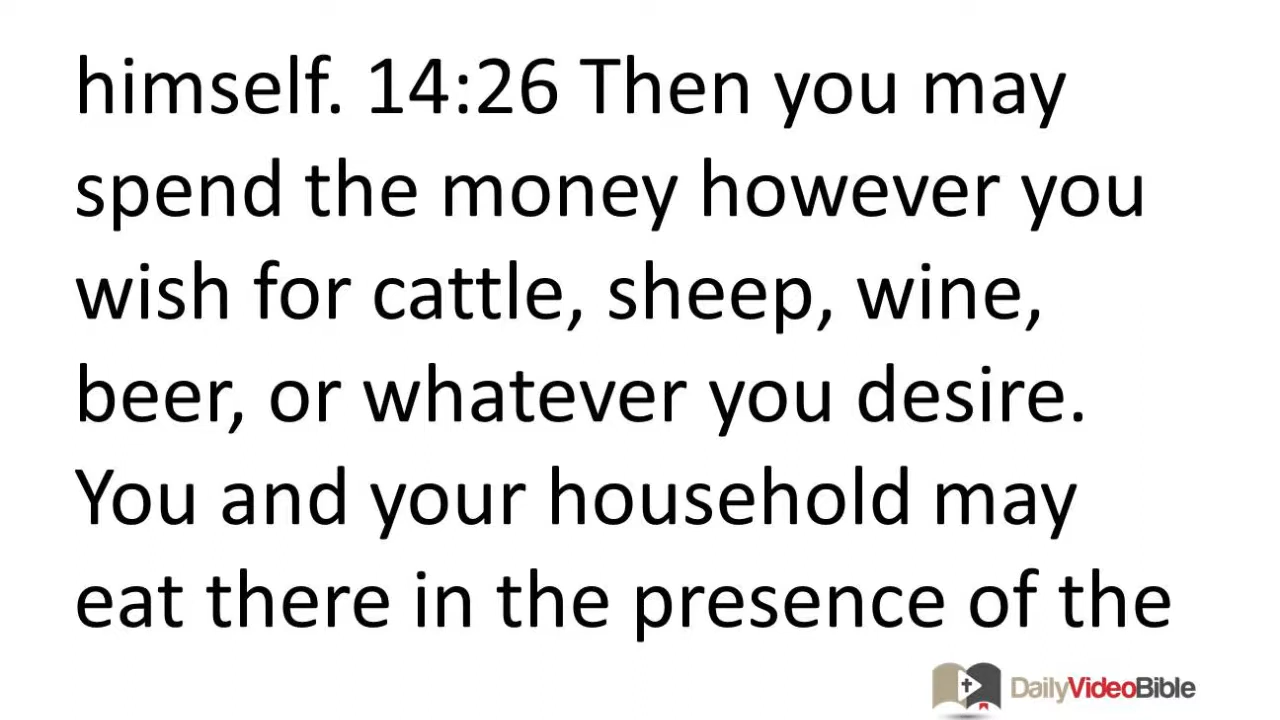 himself. 14:26 Then you may
spend the money however you
wish for cattle, sheep, wine,
beer, or whatever you desire.
You and your household may
eat there in the presence of the
DailyVideoBible